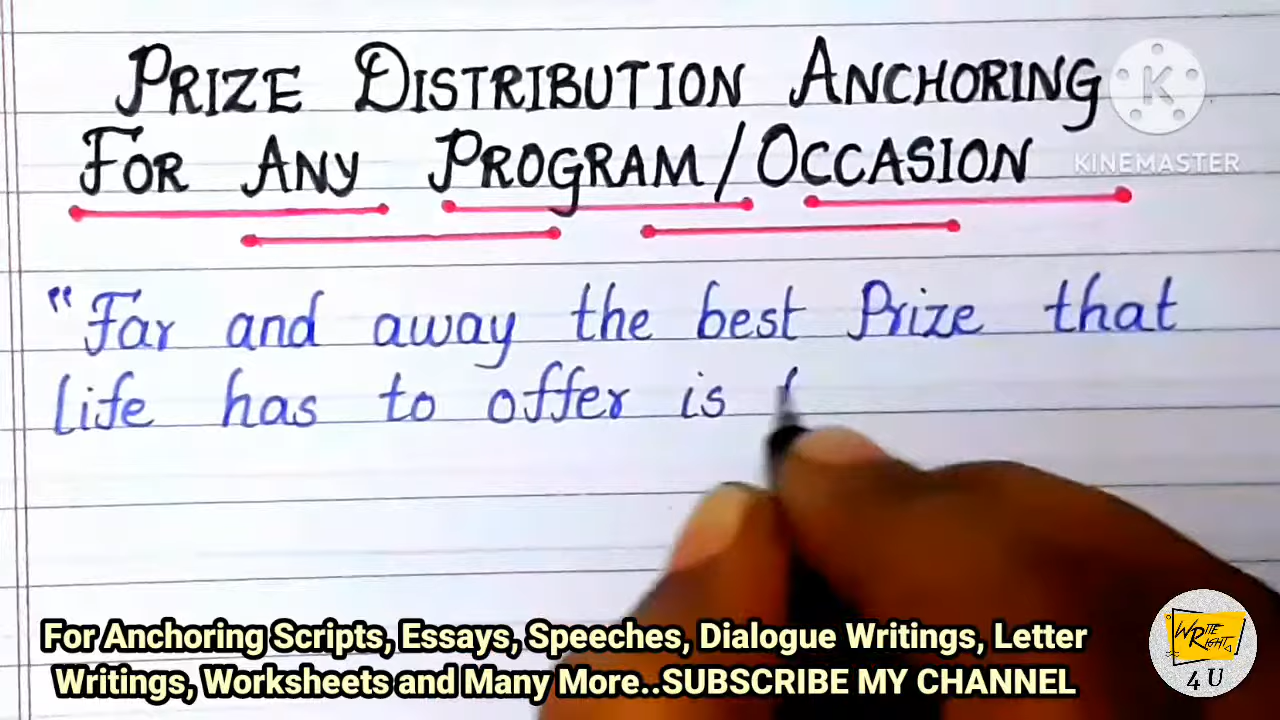 PRIZE DISTRIBUTION ANCHORING
FOR ANY PROGRAM/OCCASION
KINEMASTER
"Far and away the best Prize that
life has to offer is
For Anchoring Scripts, Essays, Speeches, Dialogue Writings, Letter
Writings, Worksheets and Many More..SUBSCRIBE MY CHANNEL
WRITE
RIGHT
4 U